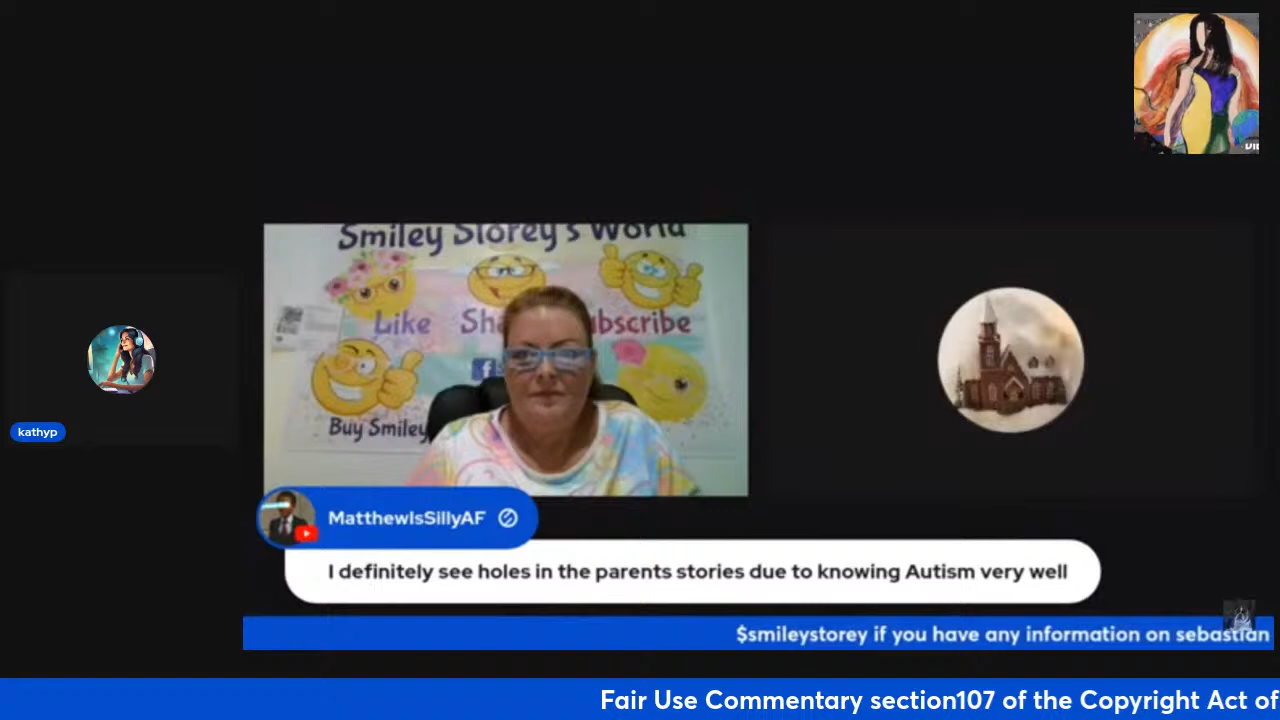 Smiley Storey's World
Like Sh bscribe
f
Buy Smiley
kathyp
MatthewIsSillyAF
I definitely see holes in the parents stories due to knowing Autism very well
$smileystorey if you have any information on sebastian
Fair Use Commentary section107 of the Copyright Act of